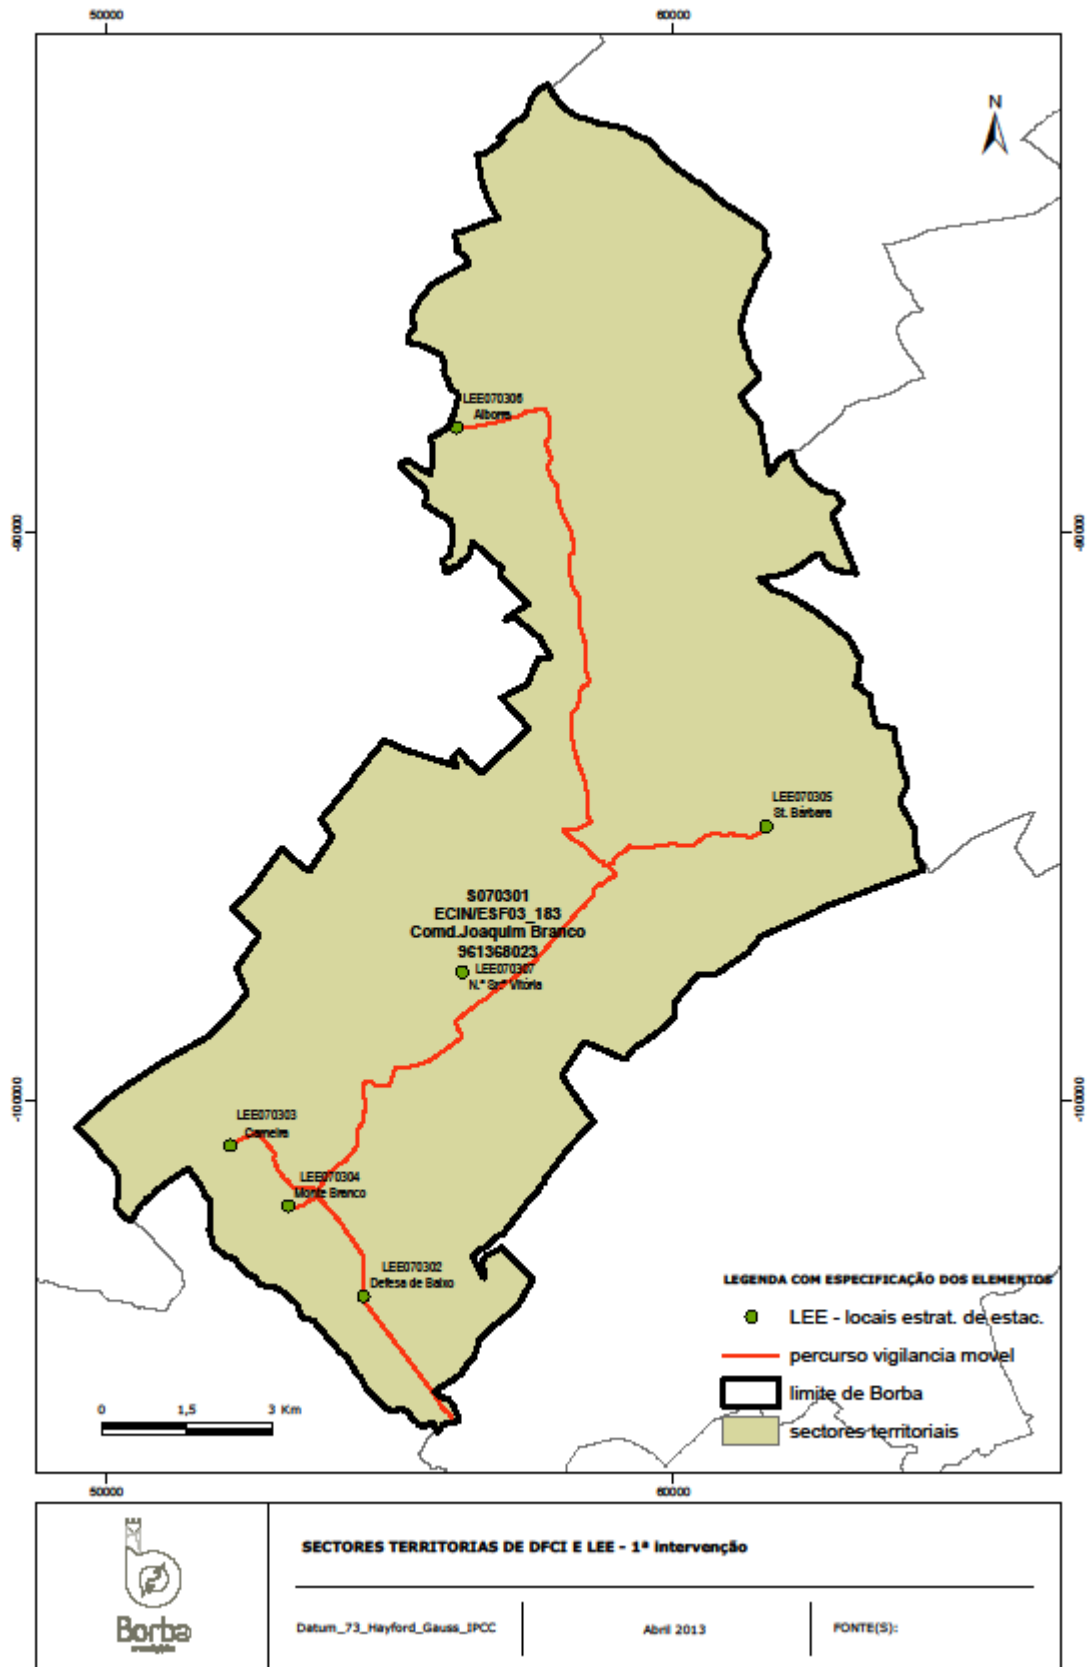 50000
60000
N
LEE070306
Alborra
-90000
-90000
LEE070305
St. Bárbara
S070301
ECIN/ESF03_183
Comd.Joaquim Branco
961368023
LEE070307
N.ª Srª Vitória
-100000
-100000
LEE070303
Carneira
LEE070304
Monte Branco
LEE070302
Defesa de Baixo
LEGENDA COM ESPECIFICAÇÃO DOS ELEMENTOS
LEE - locais estrat. de estac.
percurso vigilancia movel
limite de Borba
sectores territoriais
0 1,5 3 Km
50000
60000
SECTORES TERRITORIAS DE DFCI E LEE - 1ª Intervenção
Borba
Datum_73_Hayford_Gauss_IPCC
Abril 2013
FONTE(S):